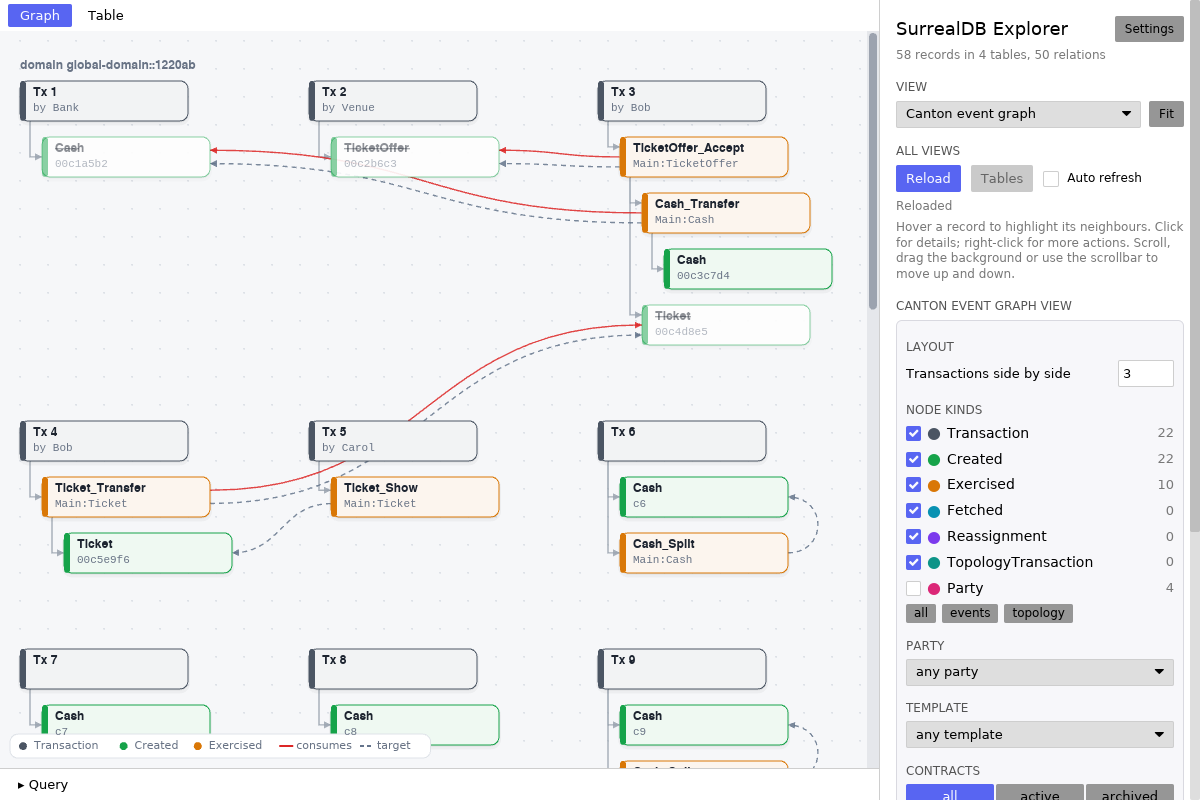 Graph Table
domain global-domain::1220ab
Tx 1
by Bank
Cash
00c1a5b2
Tx 2
by Venue
TicketOffer
00c2b6c3
Tx 3
by Bob
TicketOffer_Accept
Main:TicketOffer
Cash_Transfer
Main:Cash
Cash
00c3c7d4
Ticket
00c4d8e5
Tx 4
by Bob
Ticket_Transfer
Main:Ticket
Ticket
00c5e9f6
Tx 5
by Carol
Ticket_Show
Main:Ticket
Tx 6
Cash
c6
Cash_Split
Main:Cash
Tx 7
Cash
c7
Tx 8
Cash
c8
Tx 9
Cash
c9
Transaction Created Exercised consumes target
▸ Query
SurrealDB Explorer Settings
58 records in 4 tables, 50 relations
VIEW
Canton event graph Fit
ALL VIEWS
Reload Tables Auto refresh
Reloaded
Hover a record to highlight its neighbours. Click
for details; right-click for more actions. Scroll,
drag the background or use the scrollbar to
move up and down.
CANTON EVENT GRAPH VIEW
LAYOUT
Transactions side by side 3
NODE KINDS
Transaction 22
Created 22
Exercised 10
Fetched 0
Reassignment 0
TopologyTransaction 0
Party 4
all events topology
PARTY
any party
TEMPLATE
any template
CONTRACTS
all active archived